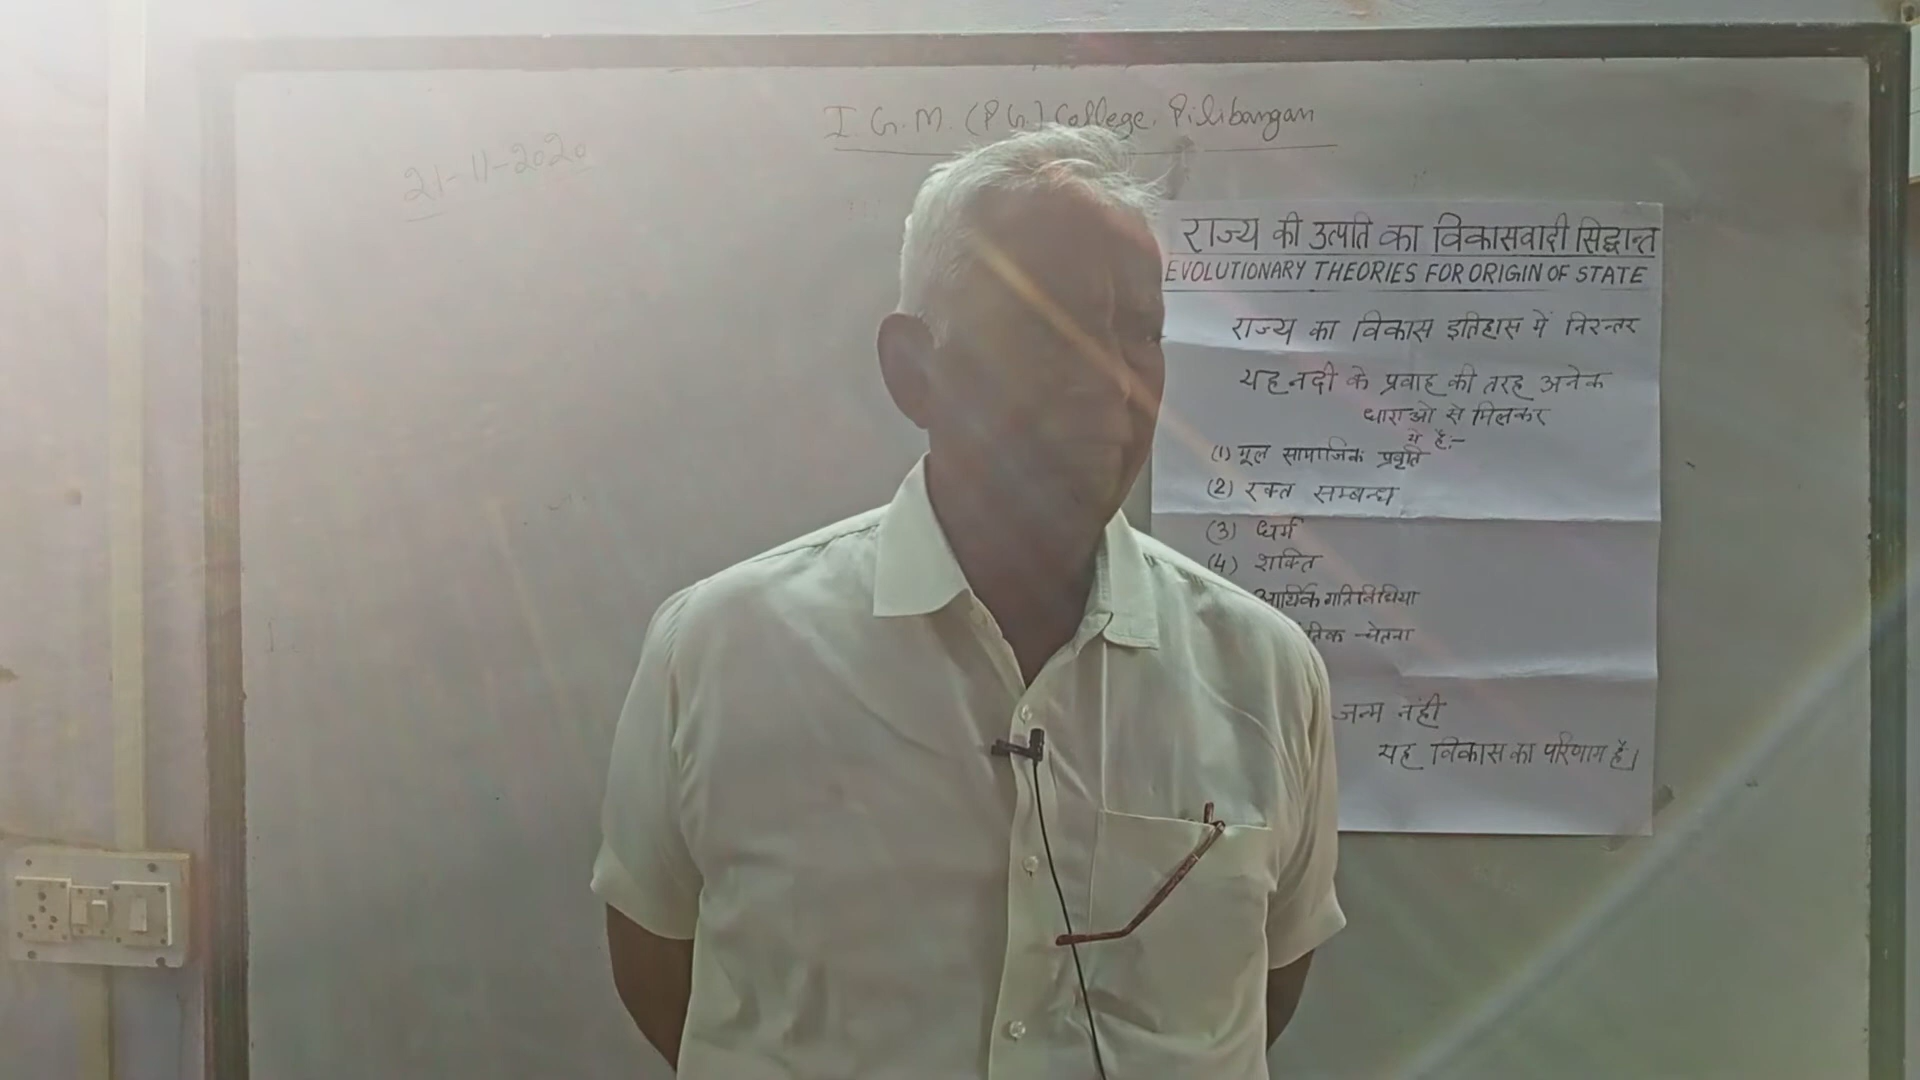 I. G. M. (P G.) College. Pilibangan
21-11-2020
राज्य की उत्पति का विकासवादी सिद्धान्त
EVOLUTIONARY THEORIES FOR ORIGIN OF STATE
राज्य का विकास इतिहास में निरन्तर
यह नदी के प्रवाह की तरह अनेक
धाराओं से मिलकर
ये हैं:-
(1) मूल सामाजिक प्रवृति
(2) रक्त सम्बन्ध
(3) धर्म
(4) शक्ति
आर्थिक गतिविधिया
तिक चेतना
जन्म नंही
यह विकास का परिणाम है।